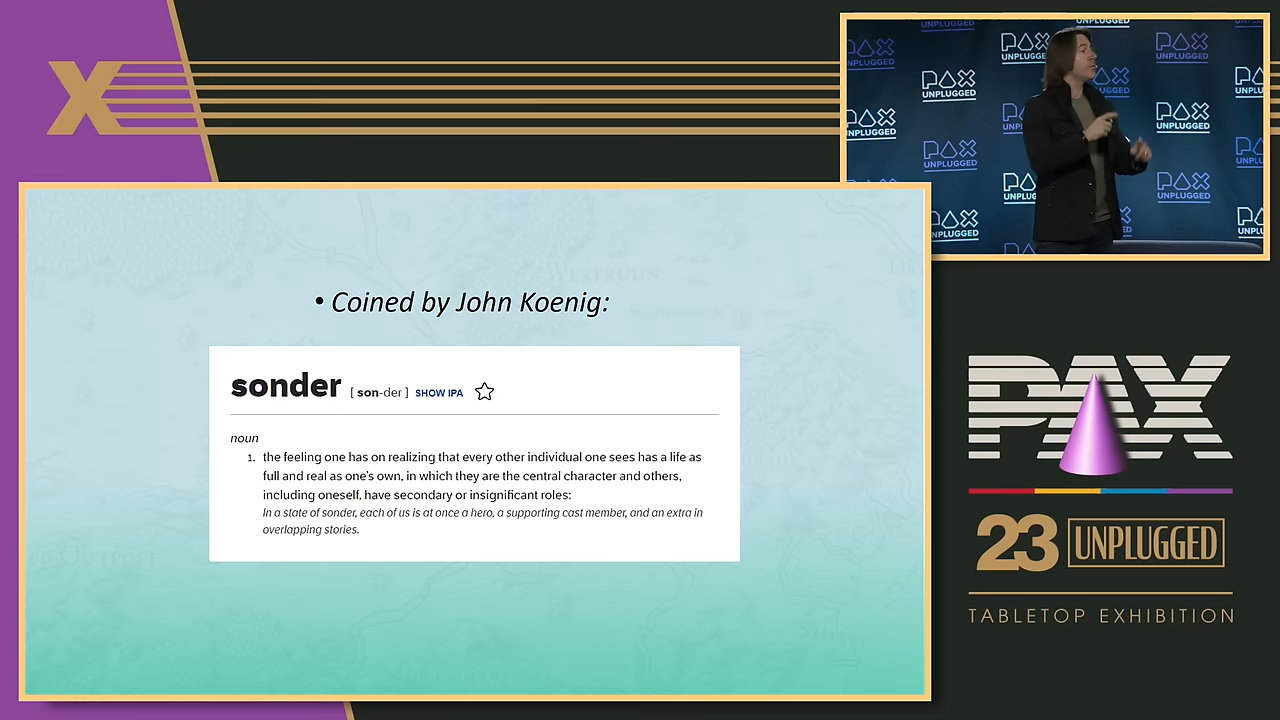 X
PAX
UNPLUGGED
• Coined by John Koenig:
sonder [ son-der ] SHOW IPA
noun
1. the feeling one has on realizing that every other individual one sees has a life as
full and real as one's own, in which they are the central character and others,
including oneself, have secondary or insignificant roles:
In a state of sonder, each of us is at once a hero, a supporting cast member, and an extra in
overlapping stories.
PAX
23 UNPLUGGED
TABLETOP EXHIBITION